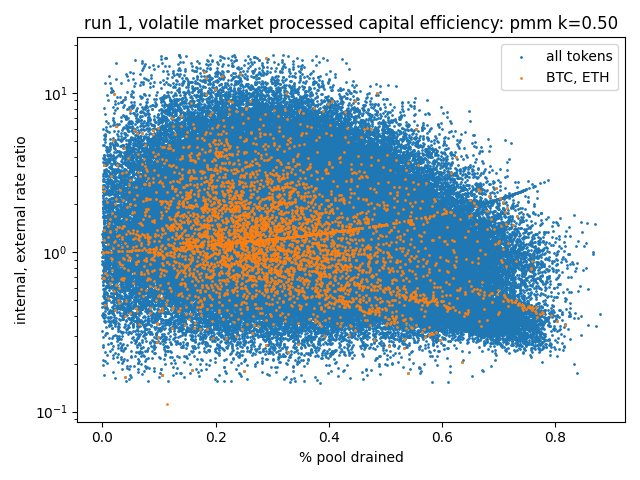 run 1, volatile market processed capital efficiency: pmm k=0.50
all tokens
BTC, ETH
internal, external rate ratio
10¹
10⁰
10⁻¹
0.0 0.2 0.4 0.6 0.8
% pool drained